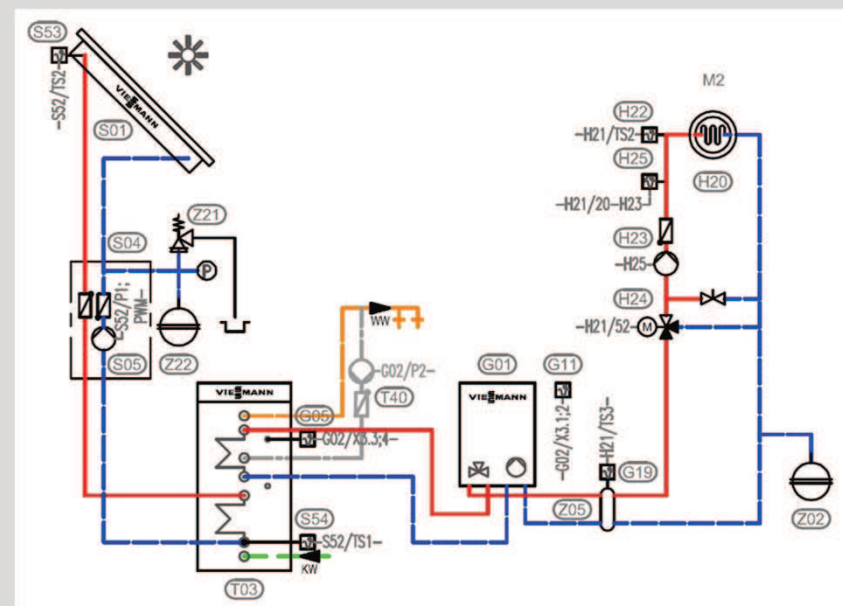 S53
-S52/TS2-
S01
VIESMANN
M2
H22
-H21/TS2-
H25
-H21/20-H23-
H20
Z21
S04
P
H23
-H25-
H24
-H21/52-
M
S52/P1;
PWM-
S05
Z22
WW
-G02/P2-
T40
G01
VIESMANN
G11
-G02/X3.1;2-
-H21/TS3-
G19
VIESMANN
G05
-G02/X3.3;4-
Z05
Z02
S54
-S52/TS1-
KW
T03